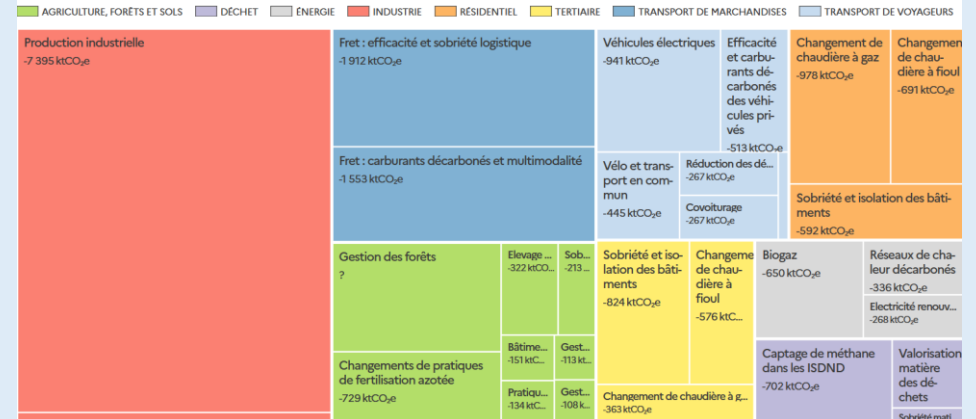 AGRICULTURE, FORÊTS ET SOLS
DÉCHET
ÉNERGIE
INDUSTRIE
RÉSIDENTIEL
TERTIAIRE
TRANSPORT DE MARCHANDISES
TRANSPORT DE VOYAGEURS
Production industrielle
-7 395 ktCO₂e
Fret : efficacité et sobriété logistique
-1 912 ktCO₂e
Fret : carburants décarbonés et multimodalité
-1 553 ktCO₂e
Véhicules électriques
-941 ktCO₂e
Efficacité
et carbu-
rants dé-
carbonés
des véhi-
cules pri-
vés
-513 ktCO₂e
Vélo et trans-
port en com-
mun
-445 ktCO₂e
Réduction des dé...
-267 ktCO₂e
Covoiturage
-267 ktCO₂e
Changement de
chaudière à gaz
-978 ktCO₂e
Changemen
de chau-
dière à fioul
-691 ktCO₂e
Sobriété et isolation des bâti-
ments
-592 ktCO₂e
Gestion des forêts
?
Elevage ...
-322 ktCO...
Sob...
-213 ...
Bâtime...
-151 ktC...
Gest...
-113 kt...
Changements de pratiques
de fertilisation azotée
-729 ktCO₂e
Pratiqu...
-134 ktC...
Gest...
-108 k...
Sobriété et iso-
lation des bâti-
ments
-824 ktCO₂e
Changeme
de chau-
dière à
fioul
-576 ktC...
Changement de chaudière à g...
-363 ktCO₂e
Biogaz
-650 ktCO₂e
Réseaux de cha-
leur décarbonés
-336 ktCO₂e
Electricité renouv...
-268 ktCO₂e
Captage de méthane
dans les ISDND
-702 ktCO₂e
Valorisation
matière
des dé-
chets
Sobriété mati